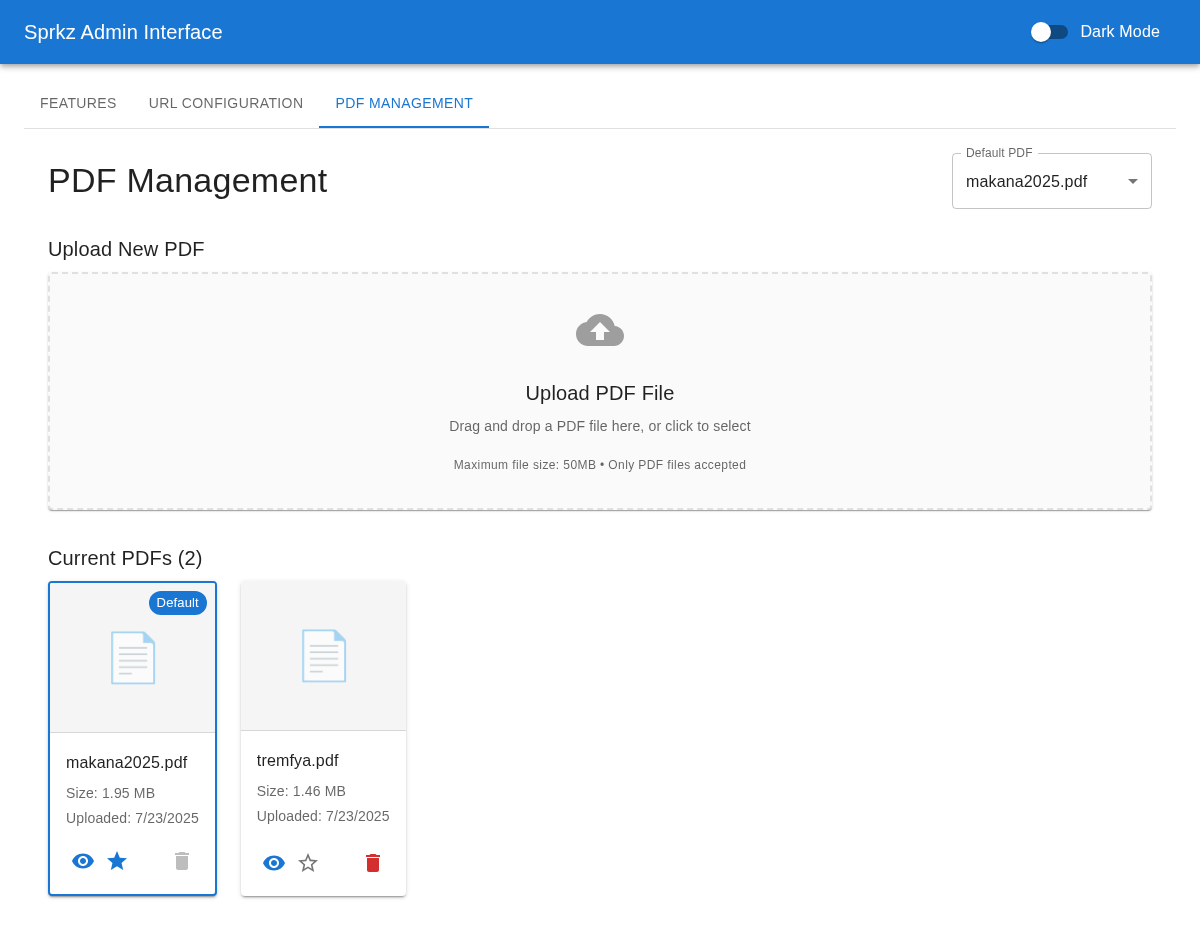 Sprkz Admin Interface
Dark Mode
FEATURES
URL CONFIGURATION
PDF MANAGEMENT
PDF Management
Default PDF
makana2025.pdf
Upload New PDF
Upload PDF File
Drag and drop a PDF file here, or click to select
Maximum file size: 50MB • Only PDF files accepted
Current PDFs (2)
Default
makana2025.pdf
Size: 1.95 MB
Uploaded: 7/23/2025
tremfya.pdf
Size: 1.46 MB
Uploaded: 7/23/2025